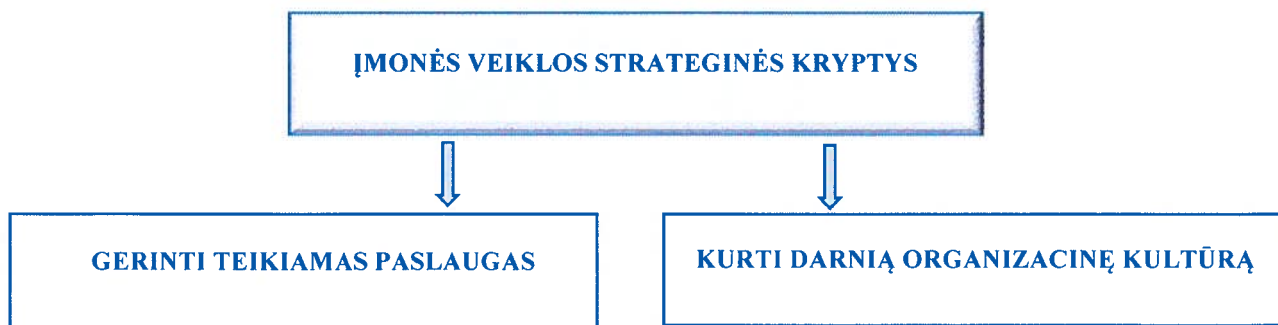 ĮMONĖS VEIKLOS STRATEGINĖS KRYPTYS
GERINTI TEIKIAMAS PASLAUGAS
KURTI DARNIĄ ORGANIZACINĘ KULTŪRĄ